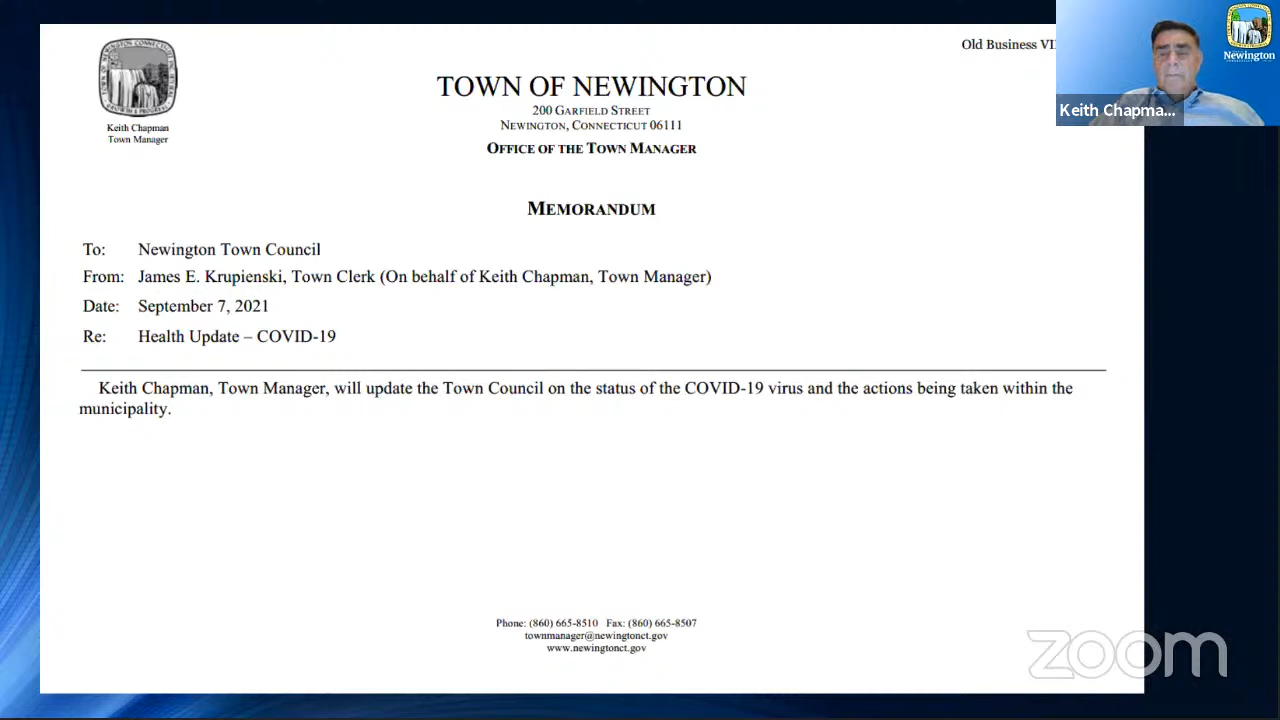 Old Business VI
TOWN OF NEWINGTON
200 GARFIELD STREET
NEWINGTON, CONNECTICUT 06111
OFFICE OF THE TOWN MANAGER
Keith Chapman
Town Manager
MEMORANDUM
To: Newington Town Council
From: James E. Krupienski, Town Clerk (On behalf of Keith Chapman, Town Manager)
Date: September 7, 2021
Re: Health Update – COVID-19
Keith Chapman, Town Manager, will update the Town Council on the status of the COVID-19 virus and the actions being taken within the
municipality.
Phone: (860) 665-8510 Fax: (860) 665-8507
townmanager@newingtonct.gov
www.newingtonct.gov
Newington
Keith Chapma...
zoom